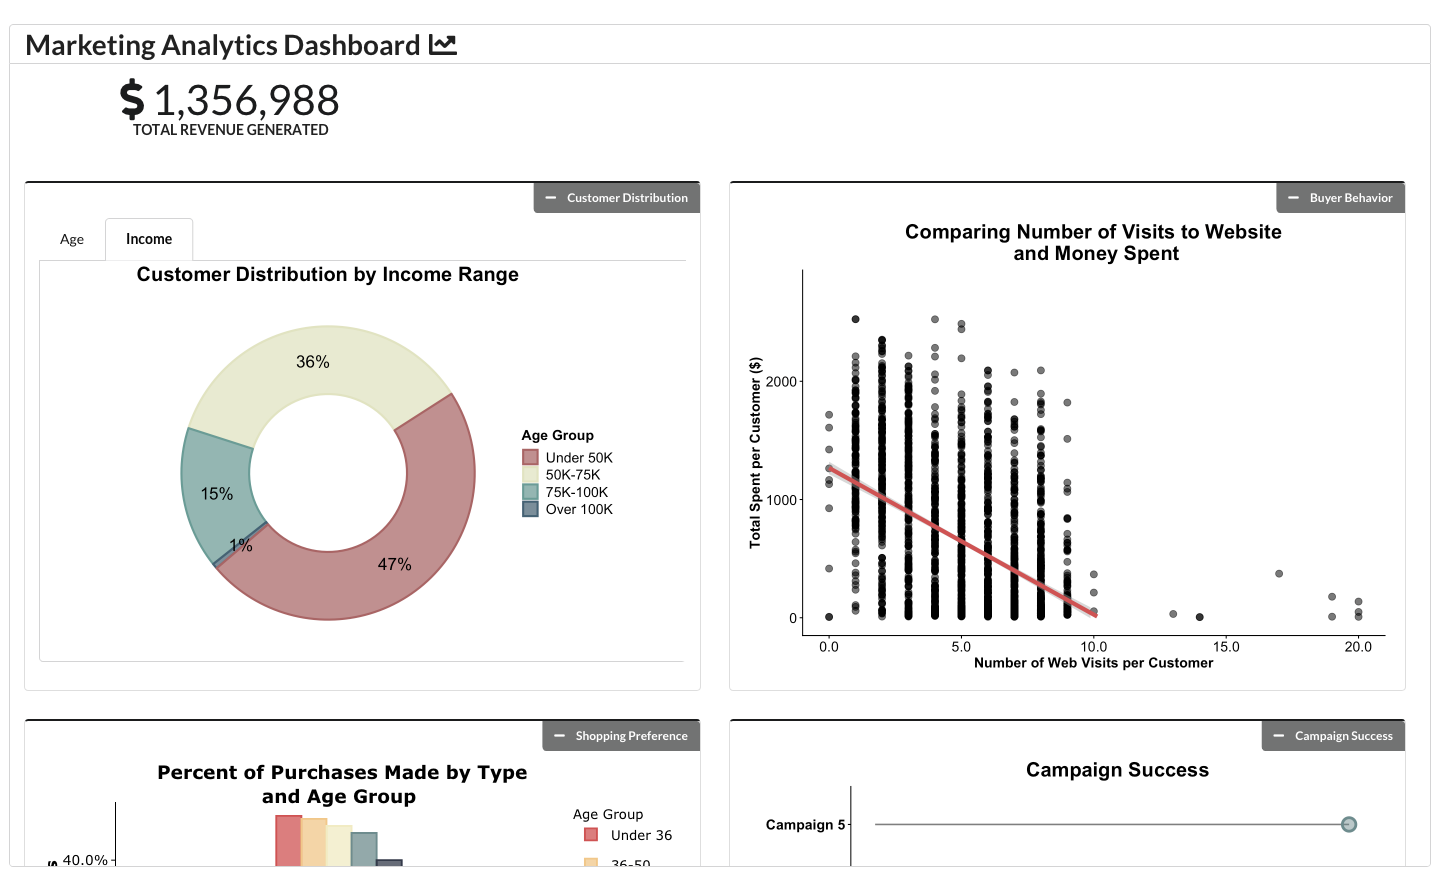 Marketing Analytics Dashboard
$ 1,356,988
TOTAL REVENUE GENERATED
Customer Distribution
Age
Income
Customer Distribution by Income Range
36%
15%
1%
47%
Age Group
Under 50K
50K-75K
75K-100K
Over 100K
Buyer Behavior
Comparing Number of Visits to Website
and Money Spent
Total Spent per Customer ($)
2000
1000
0
0.0
5.0
10.0
15.0
20.0
Number of Web Visits per Customer
Shopping Preference
Percent of Purchases Made by Type
and Age Group
40.0%
Age Group
Under 36
36-50
Campaign Success
Campaign Success
Campaign 5